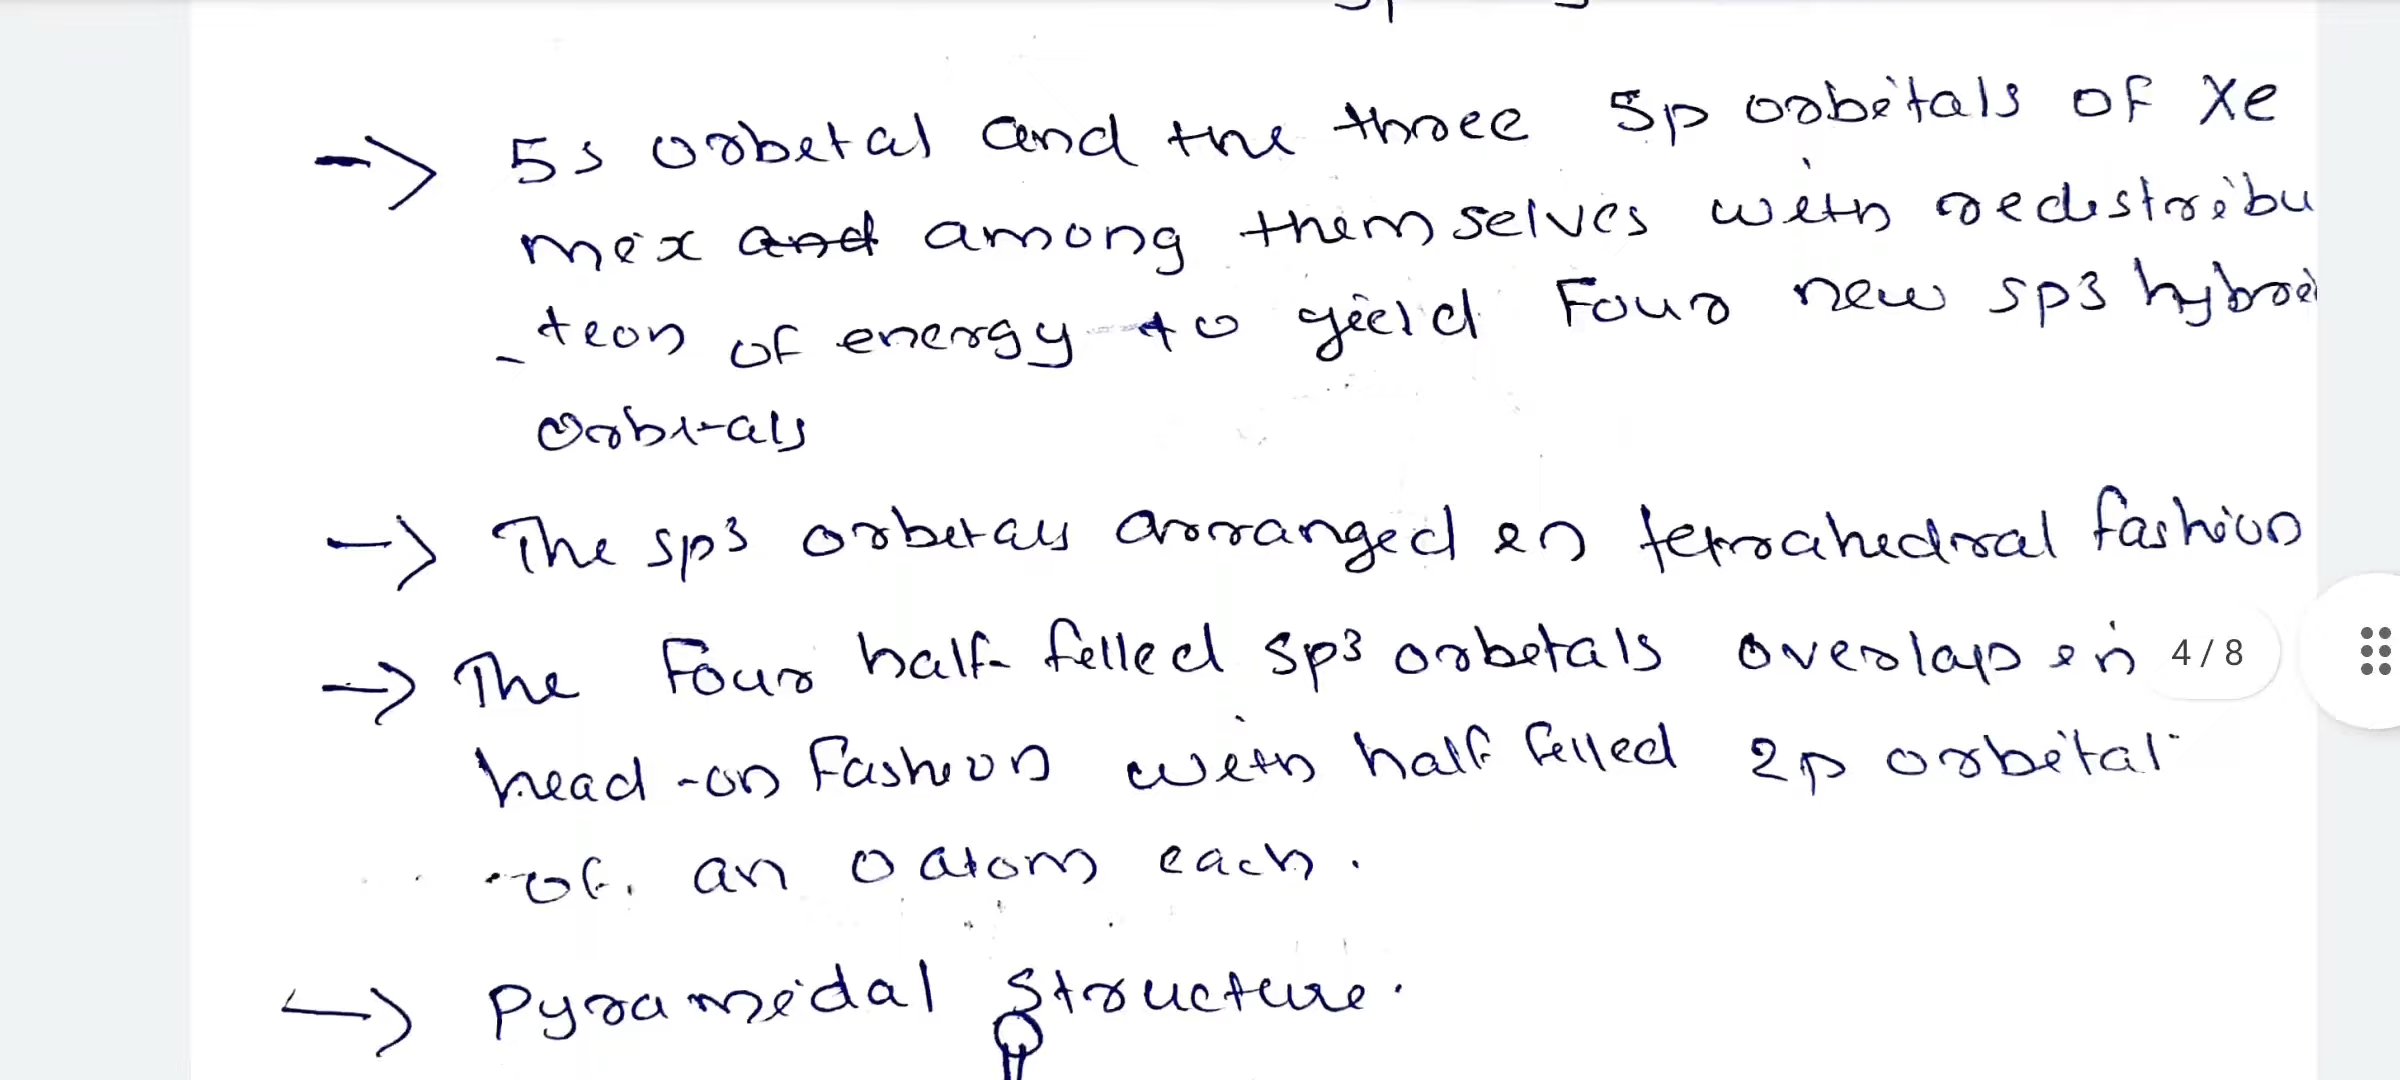 → 5s orbital and the three 5p orbitals of Xe
mix and among themselves with redistribu
-tion of energy to yield Four new sp3 hybri
orbitals
→ The sp3 orbitals arranged in tetrahedral fashion
→ The Four half filled sp3 orbitals overlap in
4 / 8
head-on Fashion with half filled 2p orbital
of an O atom each.
→ Pyramidal Structure.